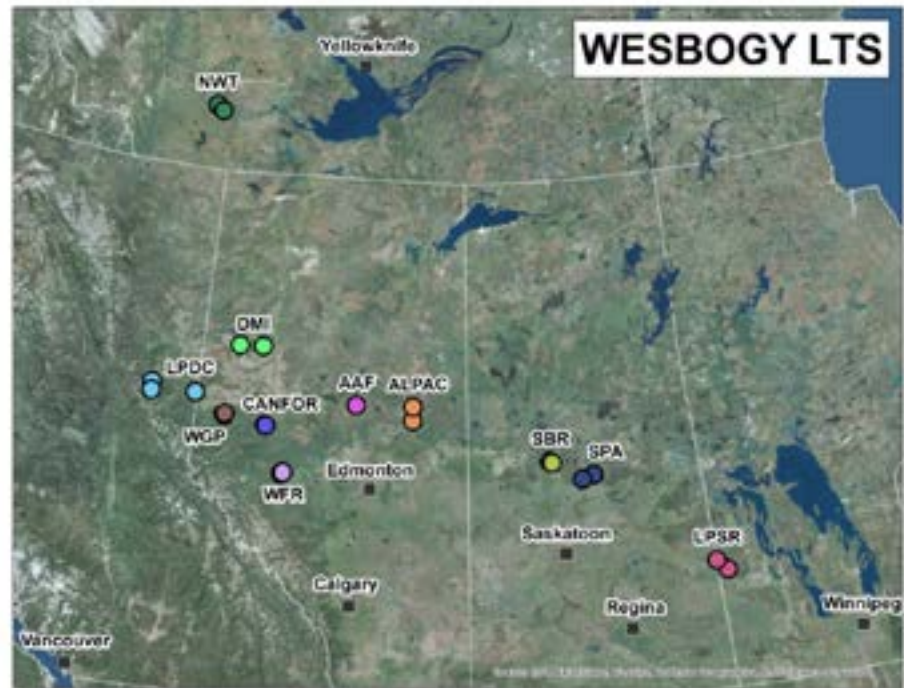 WESBOGY LTS
Yellowknife
NWT
DMI
LPDC
AAF
ALPAC
CANFOR
WGP
SBR
SPA
Edmonton
WFR
Saskatoon
LPSR
Calgary
Regina
Winnipeg
Vancouver